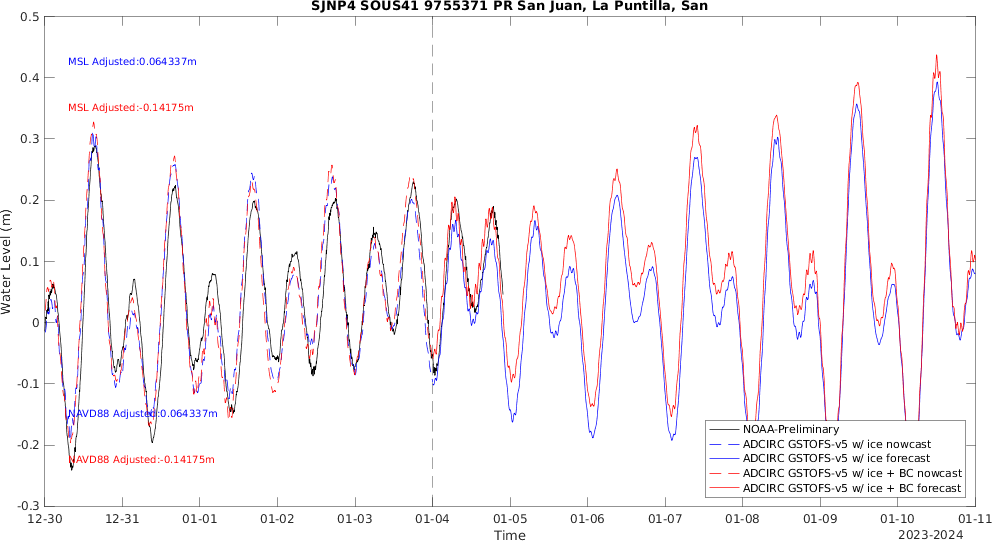 SJNP4 SOUS41 9755371 PR San Juan, La Puntilla, San
0.5
0.4
0.3
0.2
0.1
0
-0.1
-0.2
-0.3
Water Level (m)
MSL Adjusted:0.064337m
MSL Adjusted:-0.14175m
NAVD88 Adjusted:0.064337m
NAVD88 Adjusted:-0.14175m
NOAA-Preliminary
ADCIRC GSTOFS-v5 w/ ice nowcast
ADCIRC GSTOFS-v5 w/ ice forecast
ADCIRC GSTOFS-v5 w/ ice + BC nowcast
ADCIRC GSTOFS-v5 w/ ice + BC forecast
12-30 12-31 01-01 01-02 01-03 01-04 01-05 01-06 01-07 01-08 01-09 01-10 01-11
Time
2023-2024